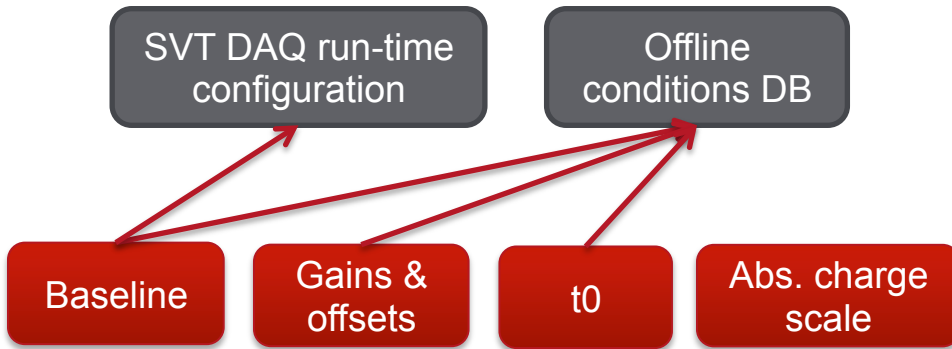 SVT DAQ run-time
configuration
Offline
conditions DB
Baseline
Gains &
offsets
t0
Abs. charge
scale